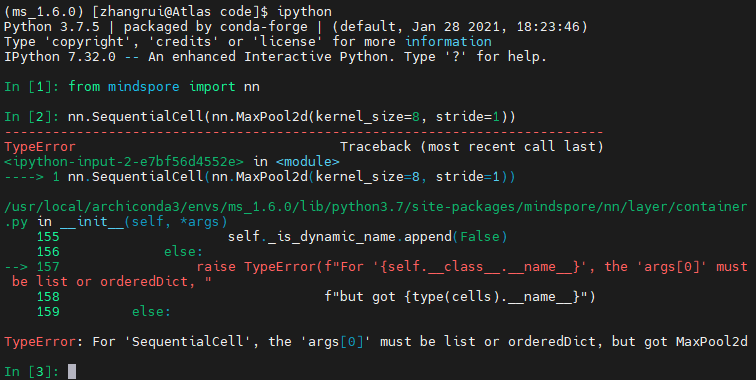 (ms_1.6.0) [zhangrui@Atlas code]$ ipython
Python 3.7.5 | packaged by conda-forge | (default, Jan 28 2021, 18:23:46)
Type 'copyright', 'credits' or 'license' for more information
IPython 7.32.0 -- An enhanced Interactive Python. Type '?' for help.
In [1]: from mindspore import nn
In [2]: nn.SequentialCell(nn.MaxPool2d(kernel_size=8, stride=1))
---------------------------------------------------------------------------
TypeError                                 Traceback (most recent call last)
<ipython-input-2-e7bf56d4552e> in <module>
----> 1 nn.SequentialCell(nn.MaxPool2d(kernel_size=8, stride=1))
/usr/local/archiconda3/envs/ms_1.6.0/lib/python3.7/site-packages/mindspore/nn/layer/container
.py in __init__(self, *args)
    155                     self._is_dynamic_name.append(False)
    156             else:
--> 157                 raise TypeError(f"For '{self.__class__.__name__}', the 'args[0]' must
 be list or orderedDict, "
    158                                 f"but got {type(cells).__name__}")
    159         else:
TypeError: For 'SequentialCell', the 'args[0]' must be list or orderedDict, but got MaxPool2d
In [3]: